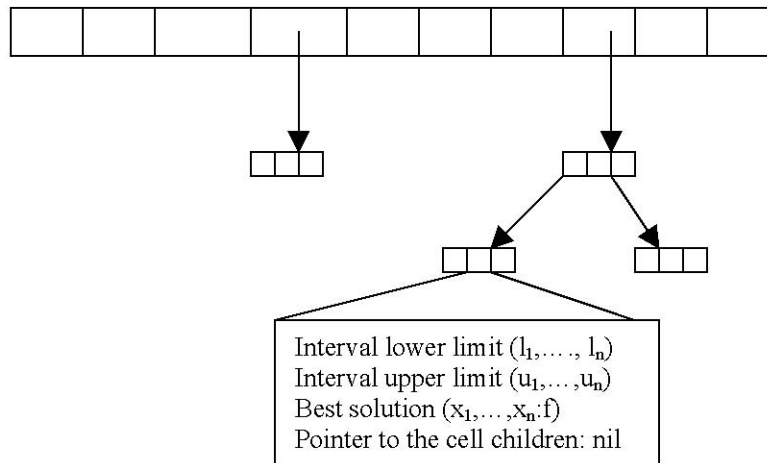 Interval lower limit (l₁,...., lₙ)
Interval upper limit (u₁,...,uₙ)
Best solution (x₁,...,xₙ:f)
Pointer to the cell children: nil